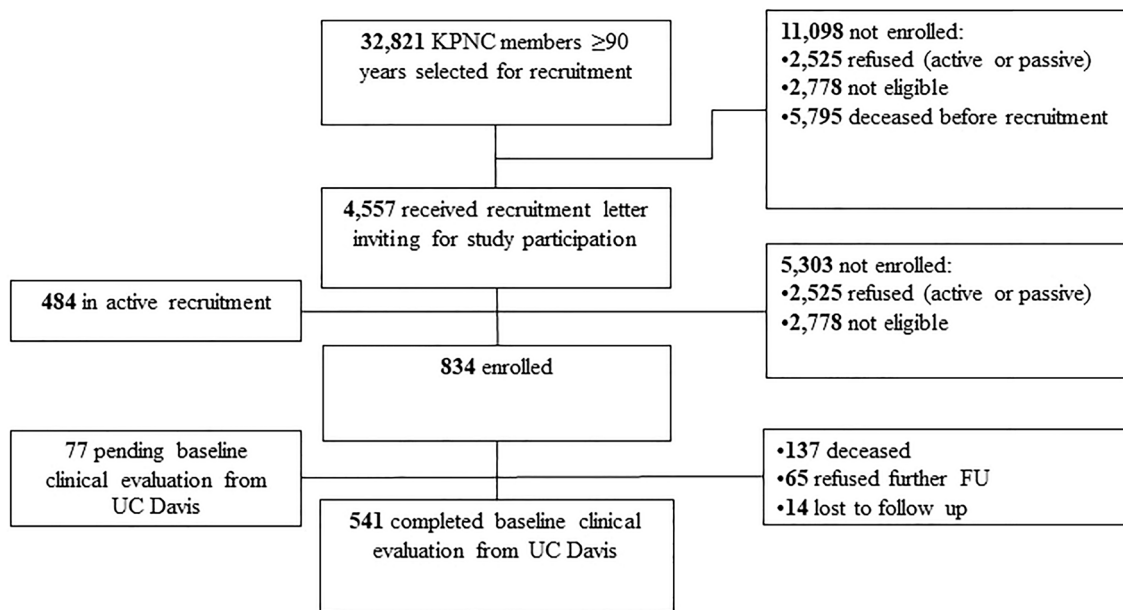 32,821 KPNC members ≥90
years selected for recruitment
11,098 not enrolled:
•2,525 refused (active or passive)
•2,778 not eligible
•5,795 deceased before recruitment
4,557 received recruitment letter
inviting for study participation
484 in active recruitment
5,303 not enrolled:
•2,525 refused (active or passive)
•2,778 not eligible
834 enrolled
77 pending baseline
clinical evaluation from
UC Davis
•137 deceased
•65 refused further FU
•14 lost to follow up
541 completed baseline clinical
evaluation from UC Davis